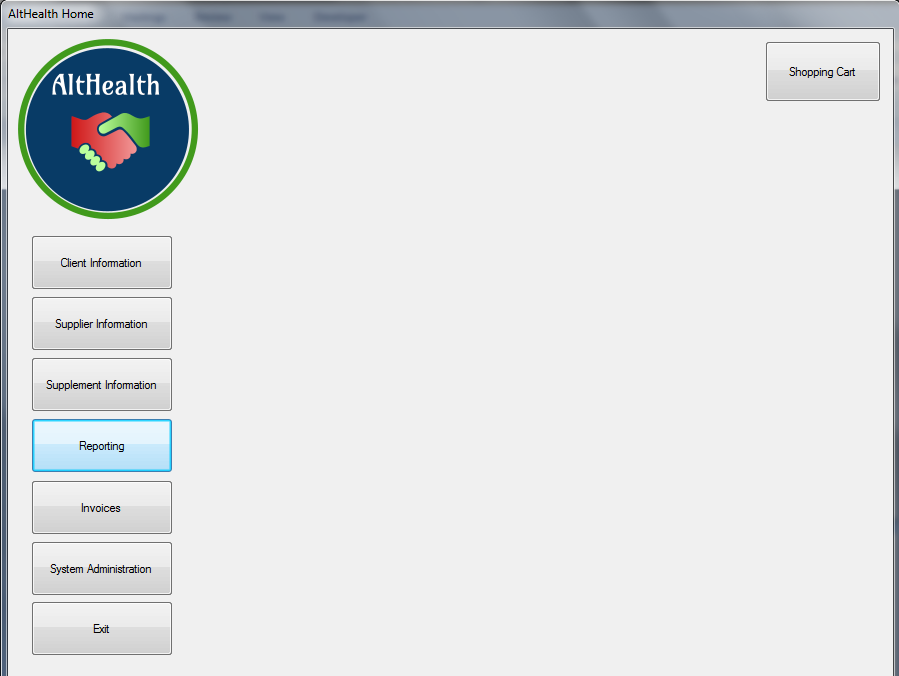 AltHealth Home
AltHealth
Shopping Cart
Client Information
Supplier Information
Supplement Information
Reporting
Invoices
System Administration
Exit